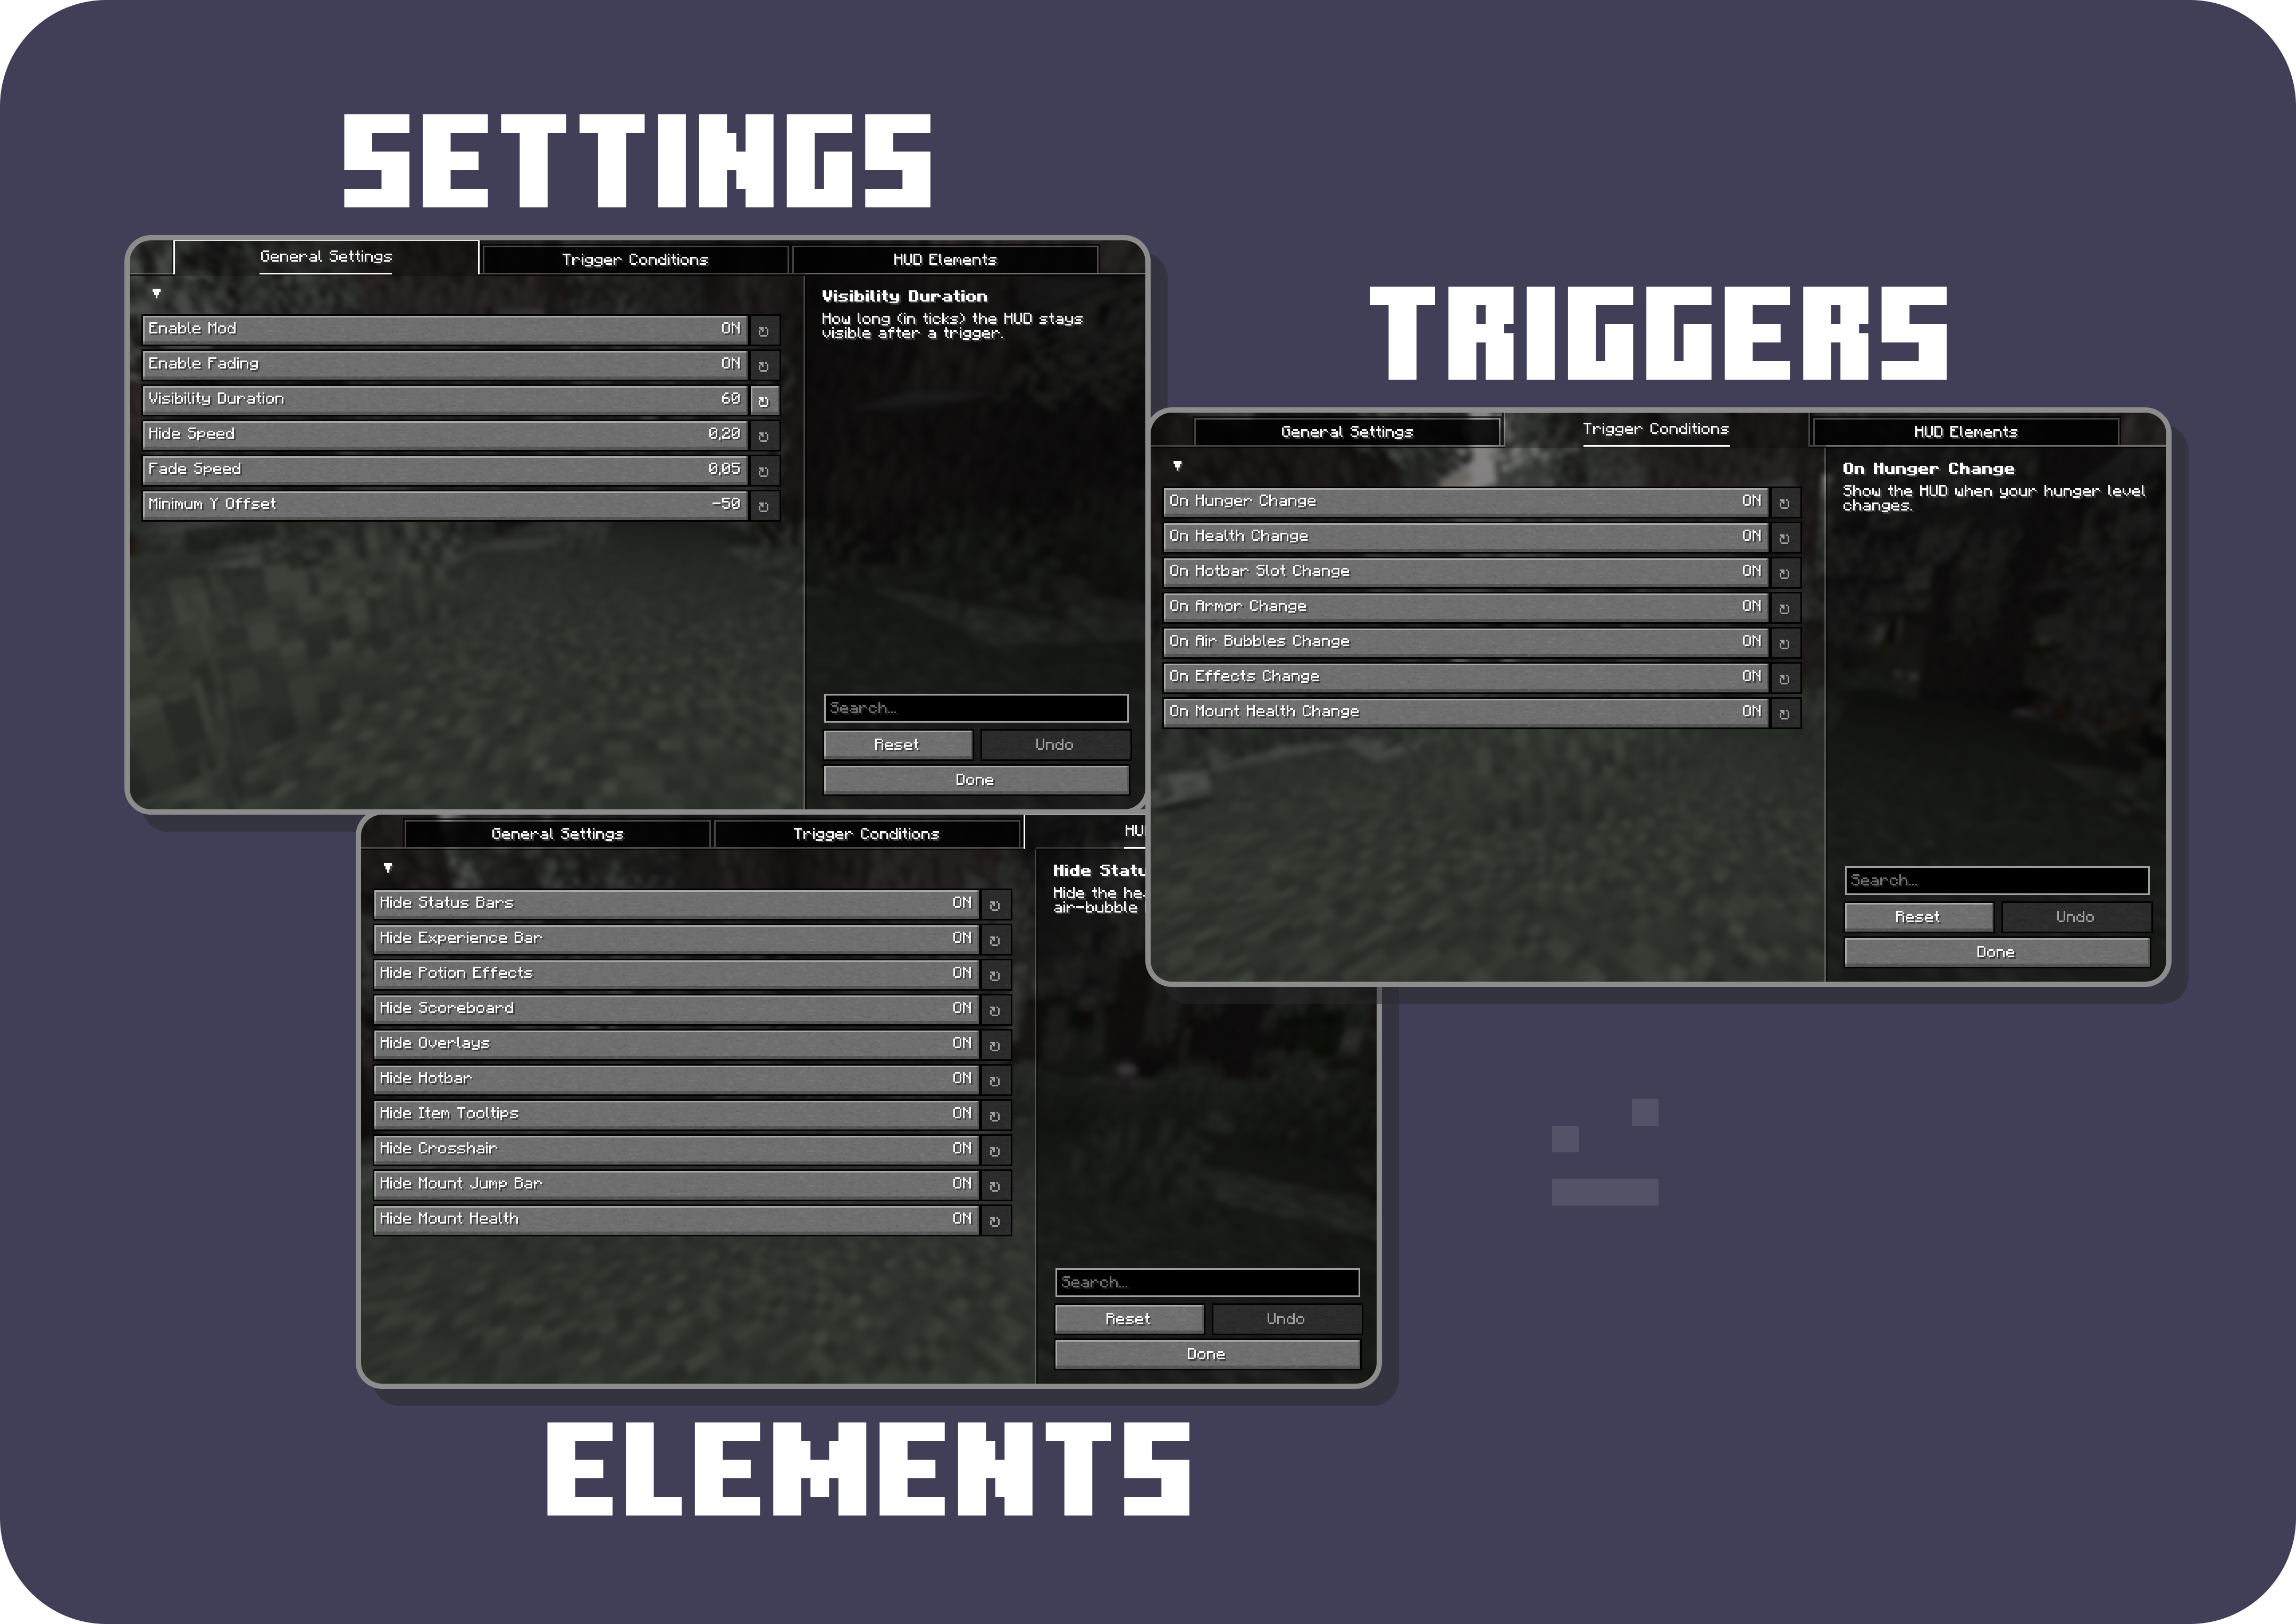 SETTINGS
General Settings
Trigger Conditions
HUD Elements
Enable Mod ON
Enable Fading ON
Visibility Duration 60
Hide Speed 0,20
Fade Speed 0,05
Minimum Y Offset -50
Visibility Duration
How long (in ticks) the HUD stays
visible after a trigger.
Search...
Reset
Undo
Done
TRIGGERS
General Settings
Trigger Conditions
HUD Elements
On Hunger Change ON
On Health Change ON
On Hotbar Slot Change ON
On Armor Change ON
On Air Bubbles Change ON
On Effects Change ON
On Mount Health Change ON
On Hunger Change
Show the HUD when your hunger level
changes.
Search...
Reset
Undo
Done
General Settings
Trigger Conditions
Hide Status Bars ON
Hide Experience Bar ON
Hide Potion Effects ON
Hide Scoreboard ON
Hide Overlays ON
Hide Hotbar ON
Hide Item Tooltips ON
Hide Crosshair ON
Hide Mount Jump Bar ON
Hide Mount Health ON
Hide
Hide the
air-bubble
Search...
Reset
Undo
Done
ELEMENTS